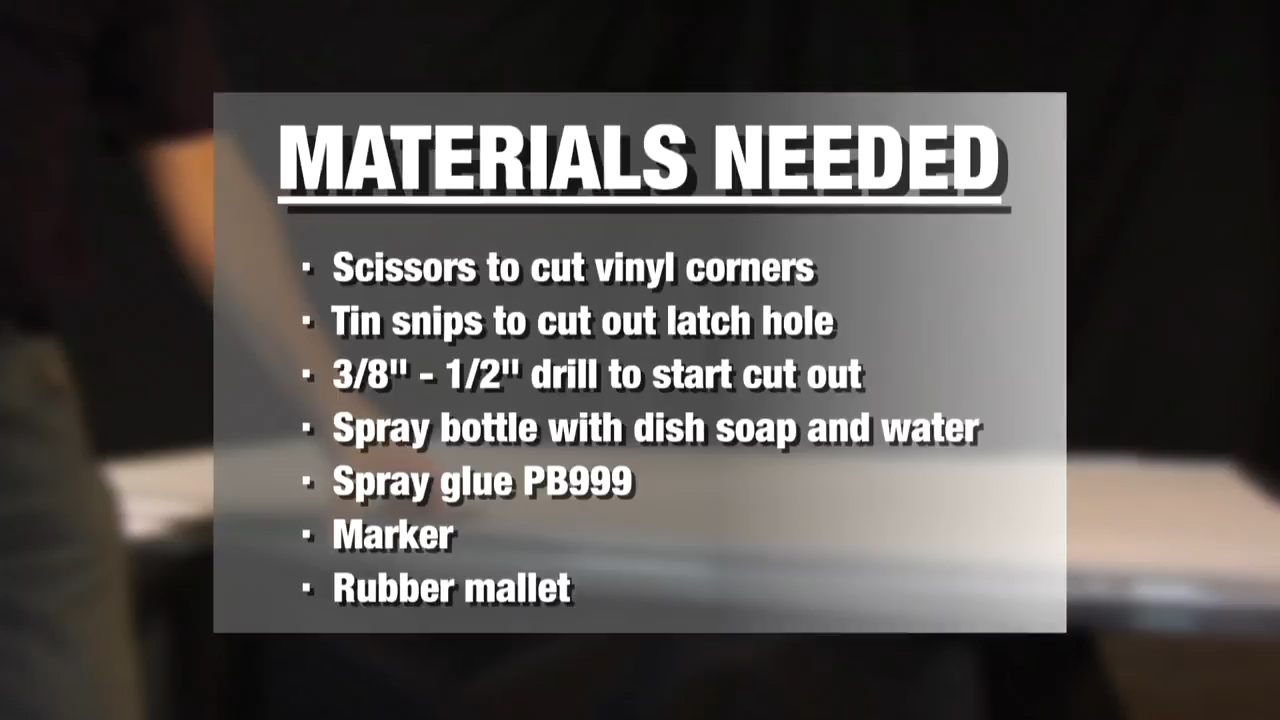 MATERIALS NEEDED
· Scissors to cut vinyl corners
· Tin snips to cut out latch hole
· 3/8" - 1/2" drill to start cut out
· Spray bottle with dish soap and water
· Spray glue PB999
· Marker
· Rubber mallet